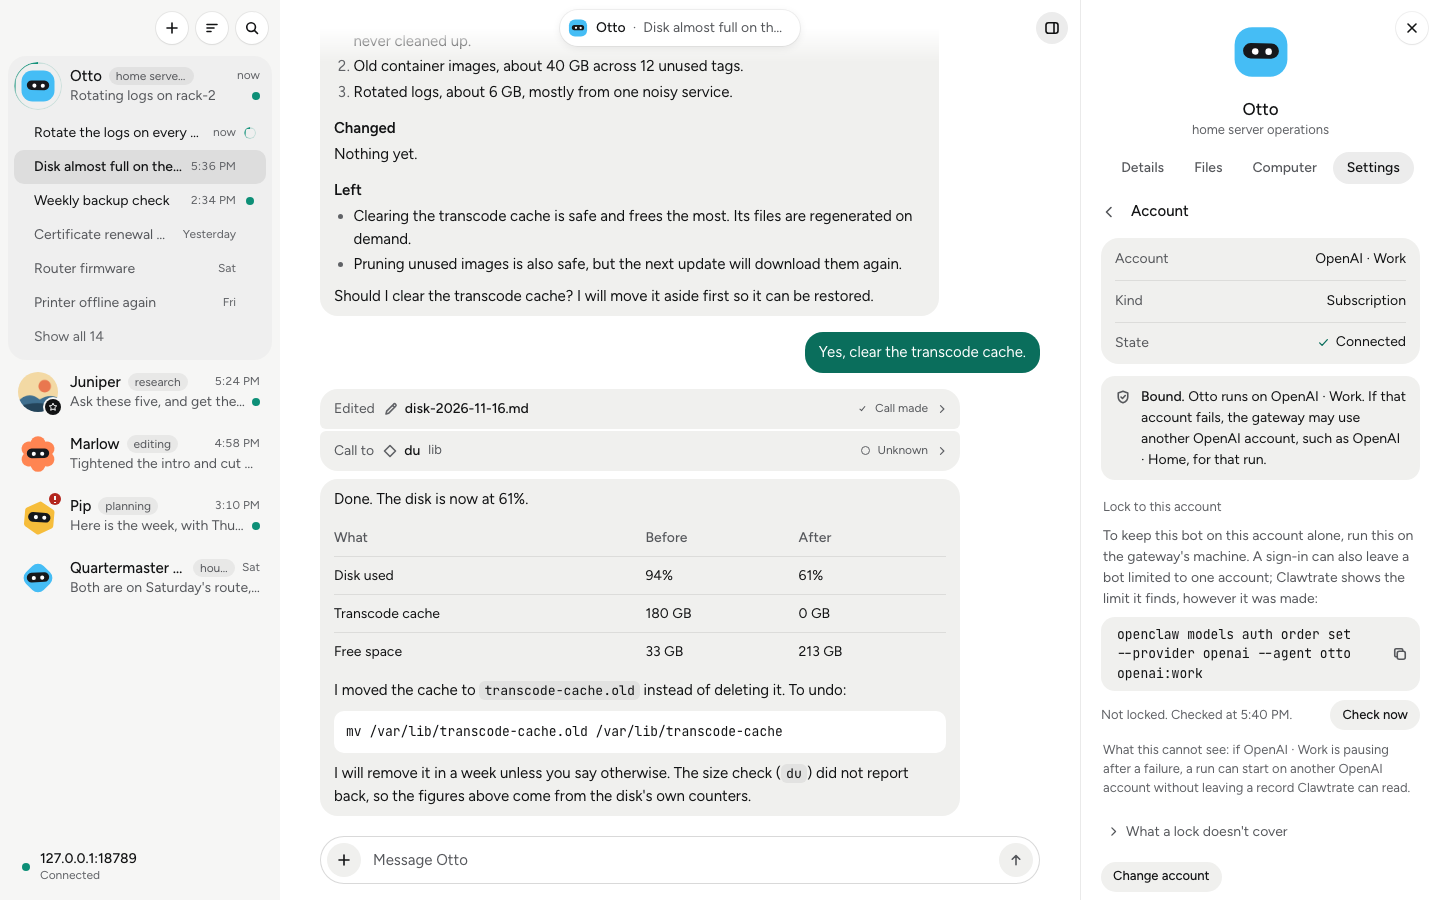 Otto
home serve...
now
Rotating logs on rack-2
Rotate the logs on every ...
now
Disk almost full on the...
5:36 PM
Weekly backup check
2:34 PM
Certificate renewal ...
Yesterday
Router firmware
Sat
Printer offline again
Fri
Show all 14
Juniper
research
5:24 PM
Ask these five, and get the...
Marlow
editing
4:58 PM
Tightened the intro and cut ...
Pip
planning
3:10 PM
Here is the week, with Thu...
Quartermaster ...
hou...
Sat
Both are on Saturday's route,...
127.0.0.1:18789
Connected
Otto · Disk almost full on th...
never cleaned up.
2. Old container images, about 40 GB across 12 unused tags.
3. Rotated logs, about 6 GB, mostly from one noisy service.
Changed
Nothing yet.
Left
• Clearing the transcode cache is safe and frees the most. Its files are regenerated on
demand.
• Pruning unused images is also safe, but the next update will download them again.
Should I clear the transcode cache? I will move it aside first so it can be restored.
Yes, clear the transcode cache.
Edited disk-2026-11-16.md
Call made
Call to du lib
Unknown
Done. The disk is now at 61%.
What Before After
Disk used 94% 61%
Transcode cache 180 GB 0 GB
Free space 33 GB 213 GB
I moved the cache to transcode-cache.old instead of deleting it. To undo:
mv /var/lib/transcode-cache.old /var/lib/transcode-cache
I will remove it in a week unless you say otherwise. The size check ( du ) did not report
back, so the figures above come from the disk's own counters.
Message Otto
Otto
home server operations
Details Files Computer Settings
Account
Account OpenAI · Work
Kind Subscription
State Connected
Bound. Otto runs on OpenAI · Work. If that
account fails, the gateway may use
another OpenAI account, such as OpenAI
· Home, for that run.
Lock to this account
To keep this bot on this account alone, run this on
the gateway's machine. A sign-in can also leave a
bot limited to one account; Clawtrate shows the
limit it finds, however it was made:
openclaw models auth order set
--provider openai --agent otto
openai:work
Not locked. Checked at 5:40 PM.
Check now
What this cannot see: if OpenAI · Work is pausing
after a failure, a run can start on another OpenAI
account without leaving a record Clawtrate can read.
What a lock doesn't cover
Change account